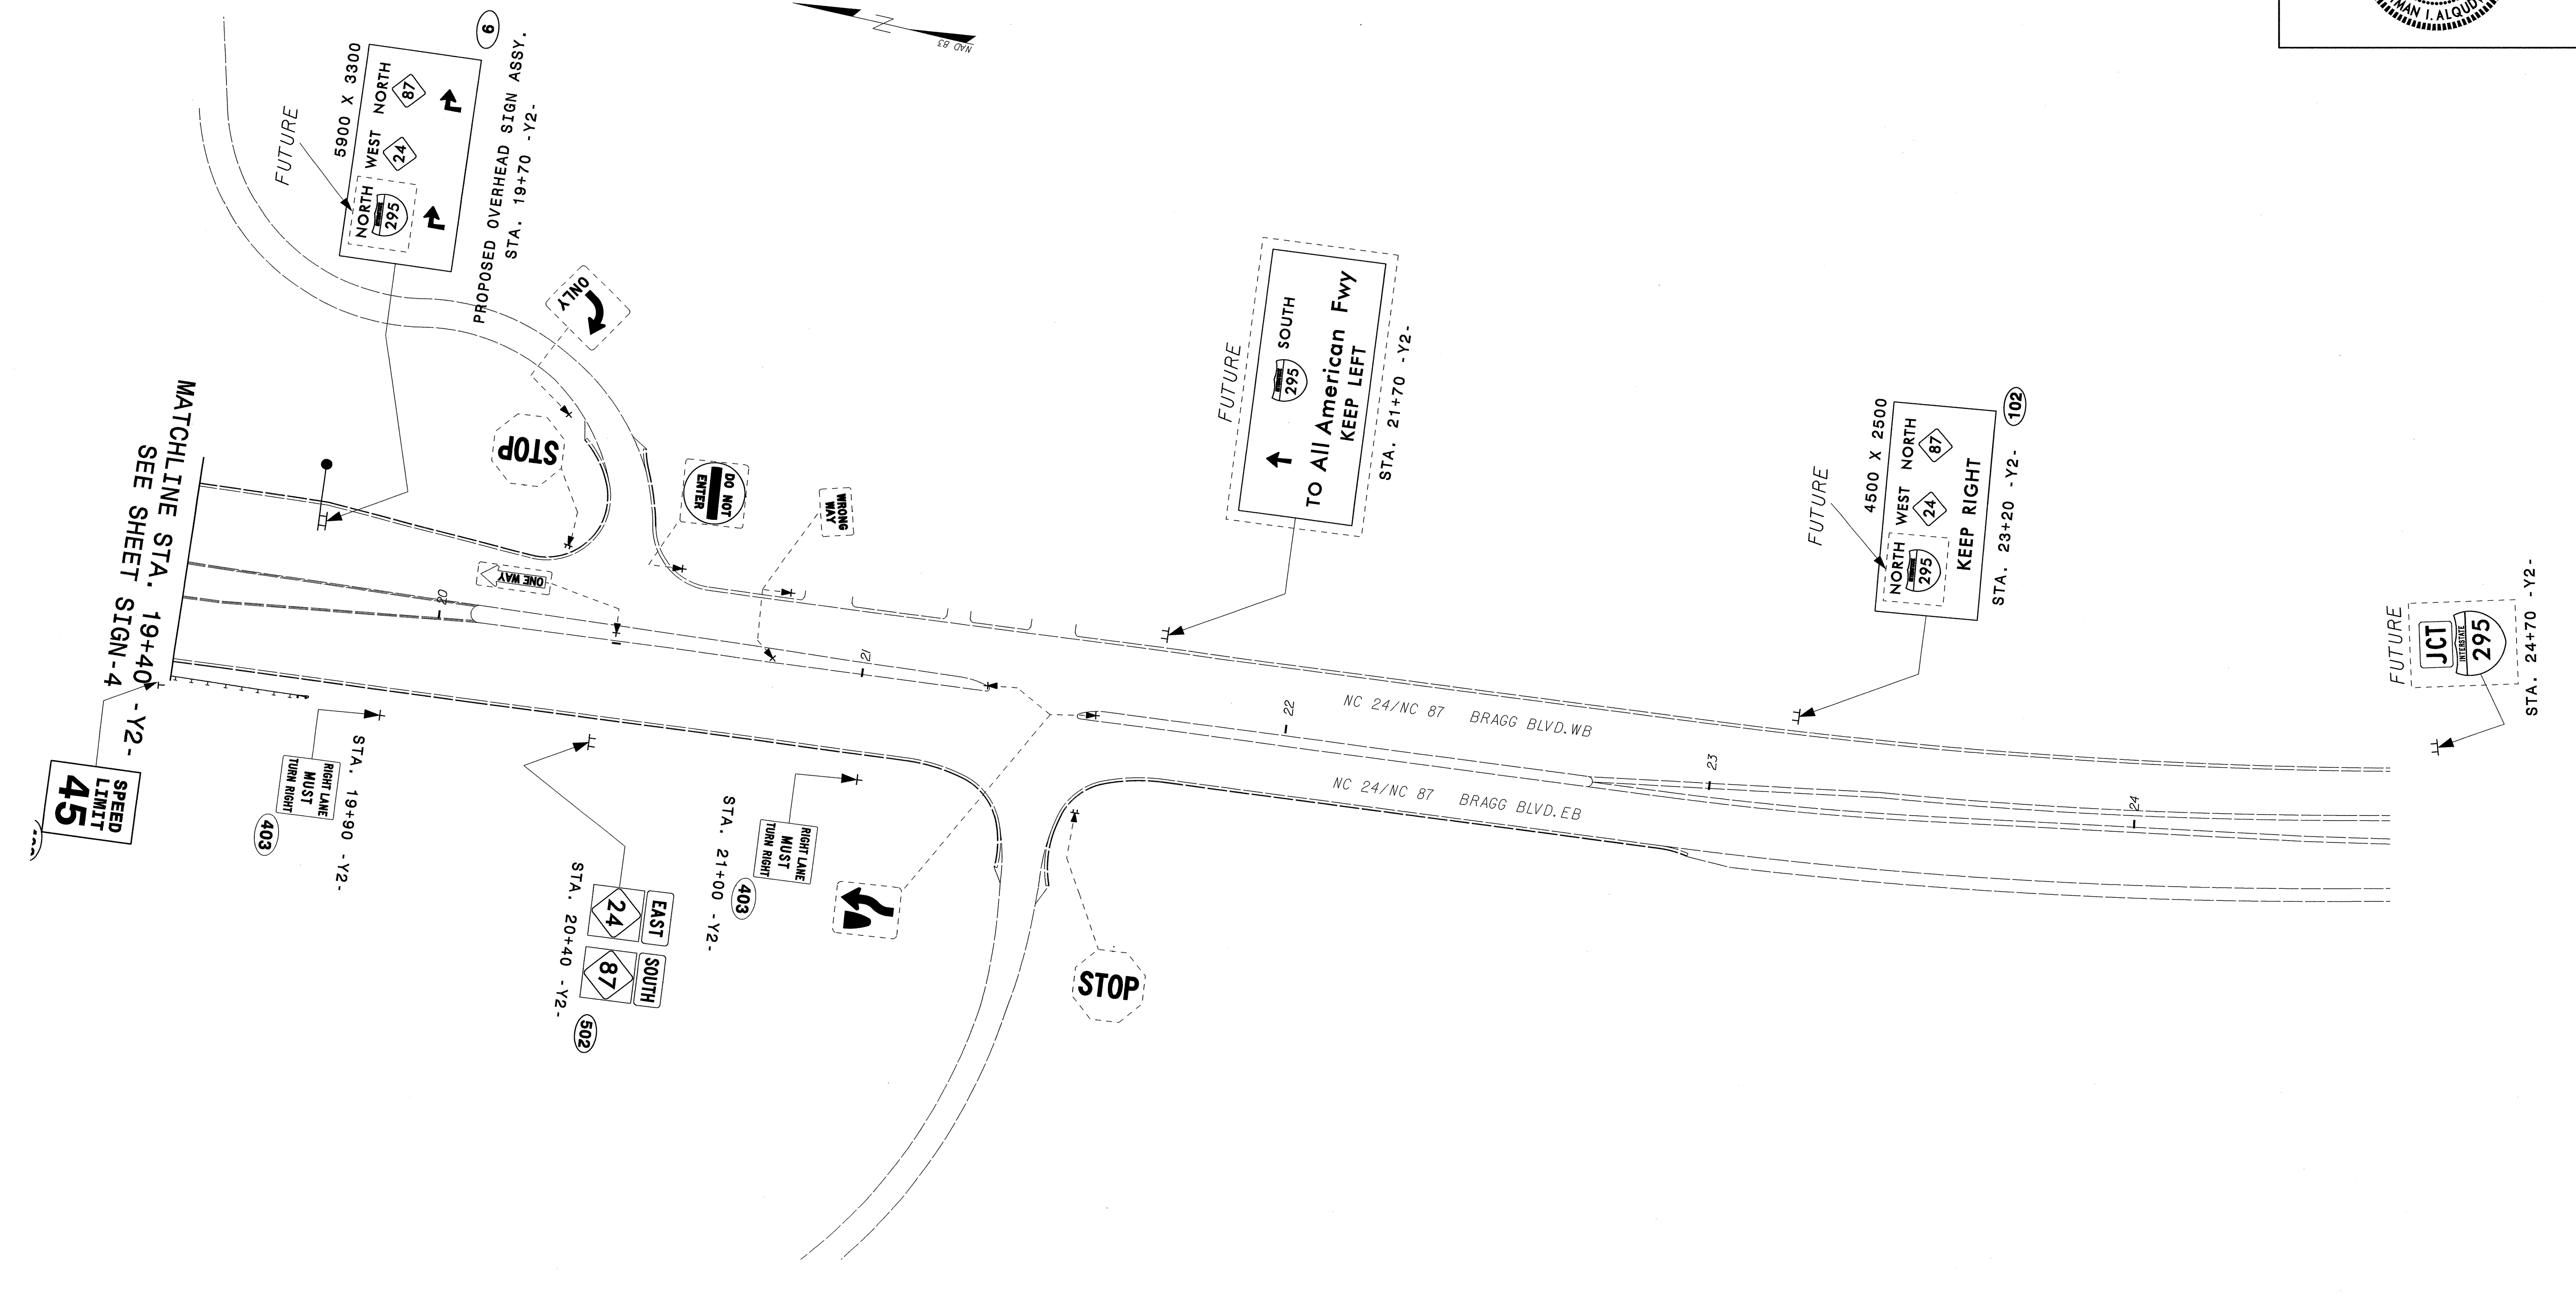 MAN I. ALQUD
NAD 83
N
9
5900 X 3300
FUTURE
NORTH WEST NORTH
295 24 87
PROPOSED OVERHEAD SIGN ASSY.
STA. 19+70 -Y2-
ONLY
STOP
DO NOT
ENTER
WRONG
WAY
ONE WAY
MATCHLINE STA. 19+40 -Y2-
SEE SHEET SIGN-4
SPEED
LIMIT
45
RIGHT LANE
MUST
TURN RIGHT
403
STA. 19+90 -Y2-
EAST SOUTH
24 87
STA. 20+40 -Y2-
502
RIGHT LANE
MUST
TURN RIGHT
403
STA. 21+00 -Y2-
STOP
FUTURE
295 SOUTH
TO All American Fwy
KEEP LEFT
STA. 21+70 -Y2-
FUTURE
4500 X 2500
NORTH WEST NORTH
295 24 87
KEEP RIGHT
STA. 23+20 -Y2-
102
FUTURE
JCT
INTERSTATE
295
STA. 24+70 -Y2-
NC 24/NC 87 BRAGG BLVD.WB
NC 24/NC 87 BRAGG BLVD.EB
20
21
22
23
24